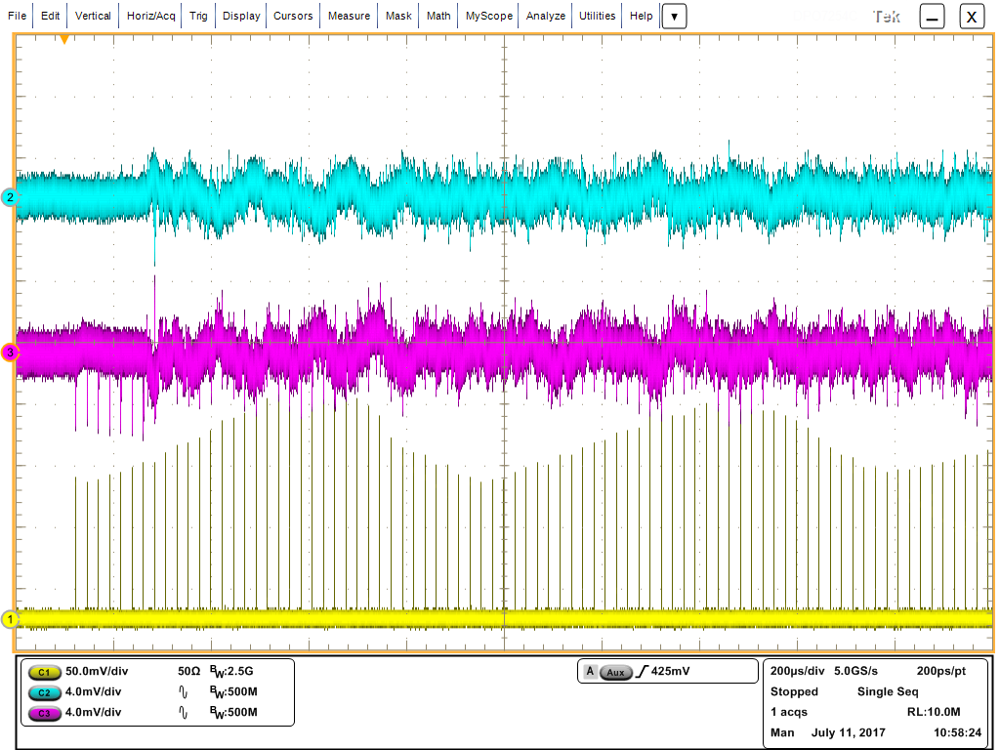 File Edit Vertical Horiz/Acq Trig Display Cursors Measure Mask Math MyScope Analyze Utilities Help ▼ Tek X
2
3
1
C1 50.0mV/div 50Ω BW:2.5G
C2 4.0mV/div BW:500M
C3 4.0mV/div BW:500M
A Aux 425mV
200µs/div 5.0GS/s 200ps/pt
Stopped Single Seq
1 acqs RL:10.0M
Man July 11, 2017 10:58:24